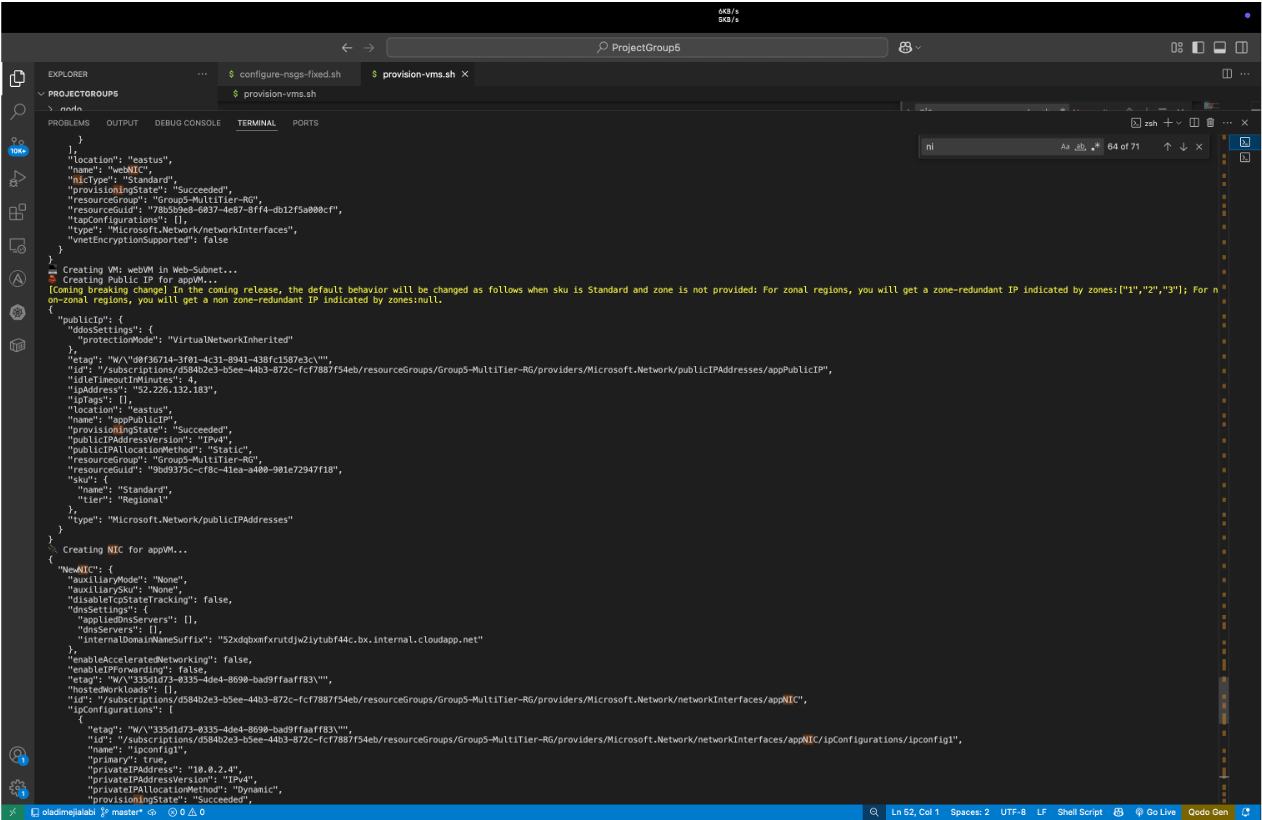 6KB/s
5KB/s
ProjectGroup5
EXPLORER
configure-nsgs-fixed.sh
provision-vms.sh
PROJECTGROUP5
$ provision-vms.sh
PROBLEMS OUTPUT DEBUG CONSOLE TERMINAL PORTS
zsh
ni
Aa ab 64 of 71
}
],
"location": "eastus",
"name": "webNIC",
"nicType": "Standard",
"provisioningState": "Succeeded",
"resourceGroup": "Group5-MultiTier-RG",
"resourceGuid": "78b5b9e8-6037-4e87-8ff4-db12f5a000cf",
"tapConfigurations": [],
"type": "Microsoft.Network/networkInterfaces",
"vnetEncryptionSupported": false
}
}
Creating VM: webVM in Web-Subnet...
Creating Public IP for appVM...
[Coming breaking change] In the coming release, the default behavior will be changed as follows when sku is Standard and zone is not provided: For zonal regions, you will get a zone-redundant IP indicated by zones:["1","2","3"]; For n
on-zonal regions, you will get a non zone-redundant IP indicated by zones:null.
{
"publicIp": {
"ddosSettings": {
"protectionMode": "VirtualNetworkInherited"
},
"etag": "W/\"d0f36714-3f01-4c31-8941-438fc1587e3c\"",
"id": "/subscriptions/d584b2e3-b5ee-44b3-872c-fcf7887f54eb/resourceGroups/Group5-MultiTier-RG/providers/Microsoft.Network/publicIPAddresses/appPublicIP",
"idleTimeoutInMinutes": 4,
"ipAddress": "52.226.132.183",
"ipTags": [],
"location": "eastus",
"name": "appPublicIP",
"provisioningState": "Succeeded",
"publicIPAddressVersion": "IPv4",
"publicIPAllocationMethod": "Static",
"resourceGroup": "Group5-MultiTier-RG",
"resourceGuid": "9bd9375c-cf8c-41ea-a400-901e72947f18",
"sku": {
"name": "Standard",
"tier": "Regional"
},
"type": "Microsoft.Network/publicIPAddresses"
}
}
Creating NIC for appVM...
{
"NewNIC": {
"auxiliaryMode": "None",
"auxiliarySku": "None",
"disableTcpStateTracking": false,
"dnsSettings": {
"appliedDnsServers": [],
"dnsServers": [],
"internalDomainNameSuffix": "52xdqbxmfxrutdjw2iytubf44c.bx.internal.cloudapp.net"
},
"enableAcceleratedNetworking": false,
"enableIPForwarding": false,
"etag": "W/\"335d1d73-0335-4de4-8690-bad9ffaaff83\"",
"hostedWorkloads": [],
"id": "/subscriptions/d584b2e3-b5ee-44b3-872c-fcf7887f54eb/resourceGroups/Group5-MultiTier-RG/providers/Microsoft.Network/networkInterfaces/appNIC",
"ipConfigurations": [
{
"etag": "W/\"335d1d73-0335-4de4-8690-bad9ffaaff83\"",
"id": "/subscriptions/d584b2e3-b5ee-44b3-872c-fcf7887f54eb/resourceGroups/Group5-MultiTier-RG/providers/Microsoft.Network/networkInterfaces/appNIC/ipConfigurations/ipconfig1",
"name": "ipconfig1",
"primary": true,
"privateIPAddress": "10.0.2.4",
"privateIPAddressVersion": "IPv4",
"privateIPAllocationMethod": "Dynamic",
"provisioningState": "Succeeded",
10K+
1
1
oladimejialabi master* 0 0 Ln 52, Col 1 Spaces: 2 UTF-8 LF Shell Script Go Live Qodo Gen